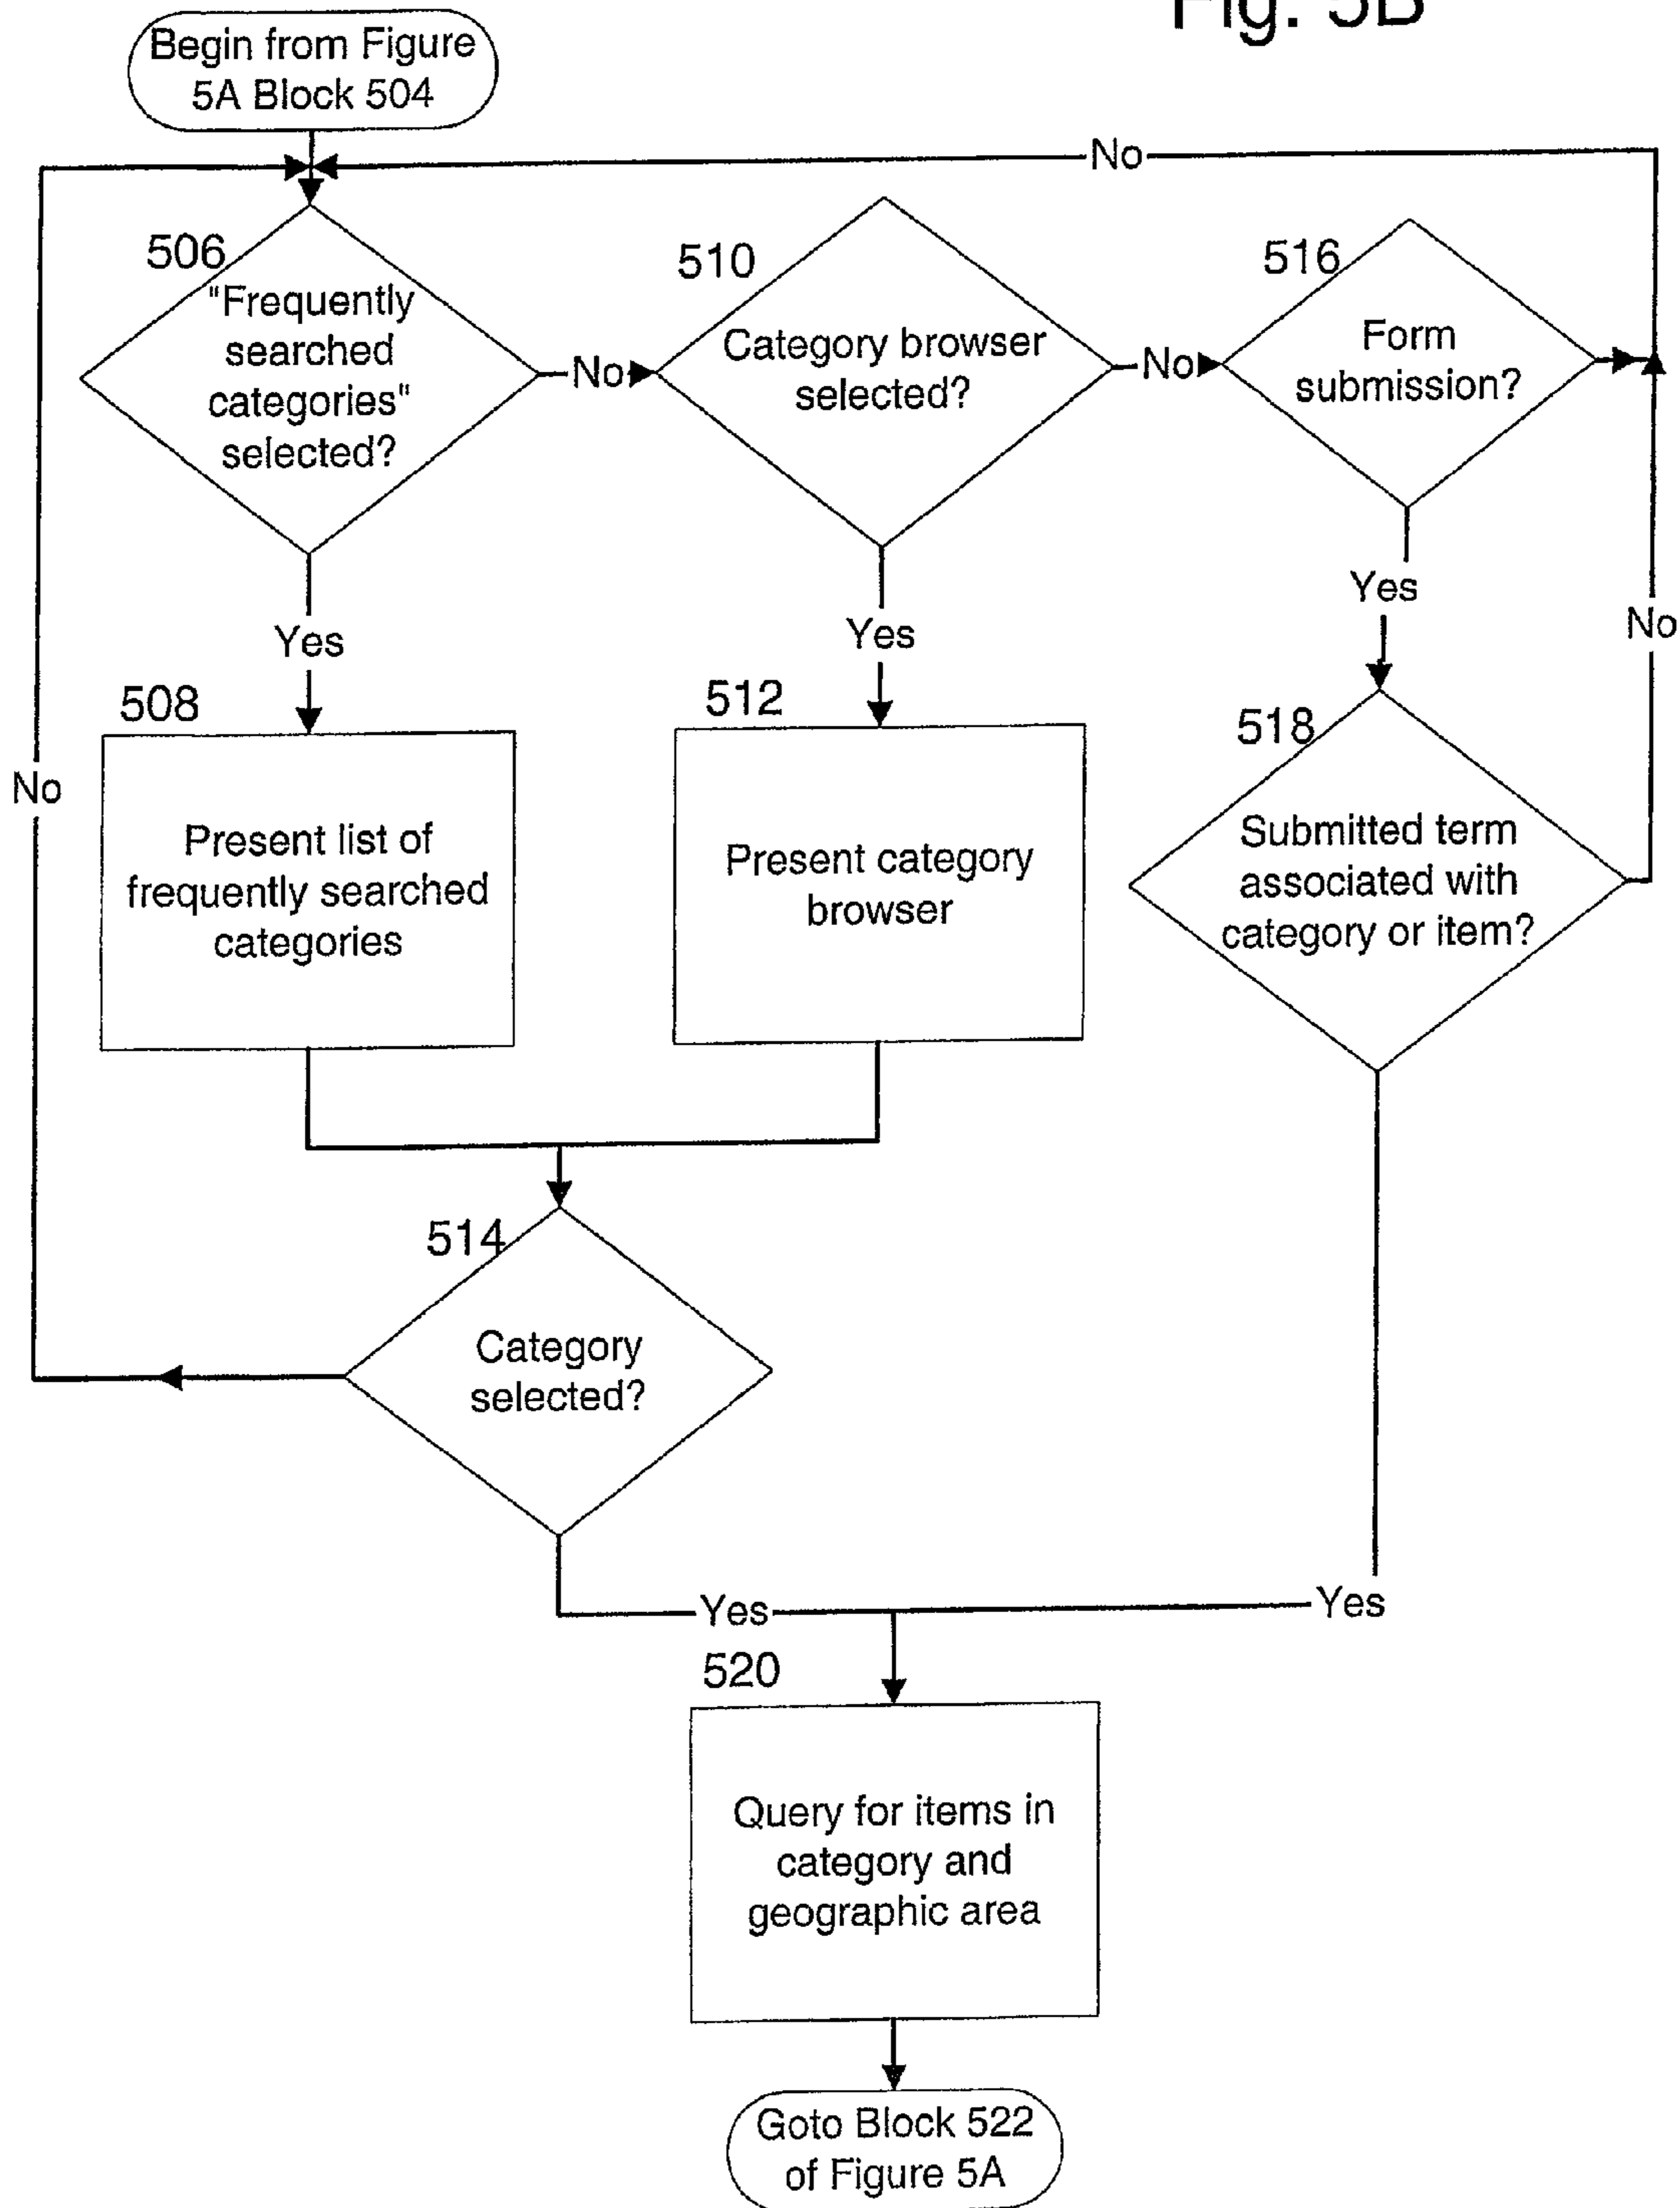 Fig. 5B
Begin from Figure
5A Block 504
No
506
"Frequently
searched
categories"
selected?
No
510
Category browser
selected?
No
516
Form
submission?
Yes
Yes
Yes
No
508
Present list of
frequently searched
categories
512
Present category
browser
518
Submitted term
associated with
category or item?
No
514
Category
selected?
Yes
Yes
520
Query for items in
category and
geographic area
Goto Block 522
of Figure 5A